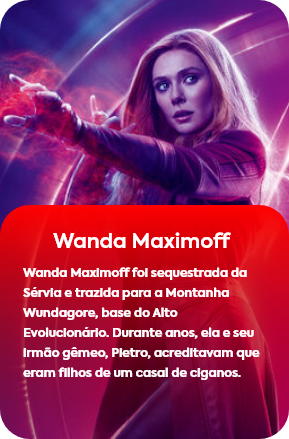 Wanda Maximoff
Wanda Maximoff foi sequestrada da
Sérvia e trazida para a Montanha
Wundagore, base do Alto
Evolucionário. Durante anos, ela e seu
irmão gêmeo, Pietro, acreditavam que
eram filhos de um casal de ciganos.